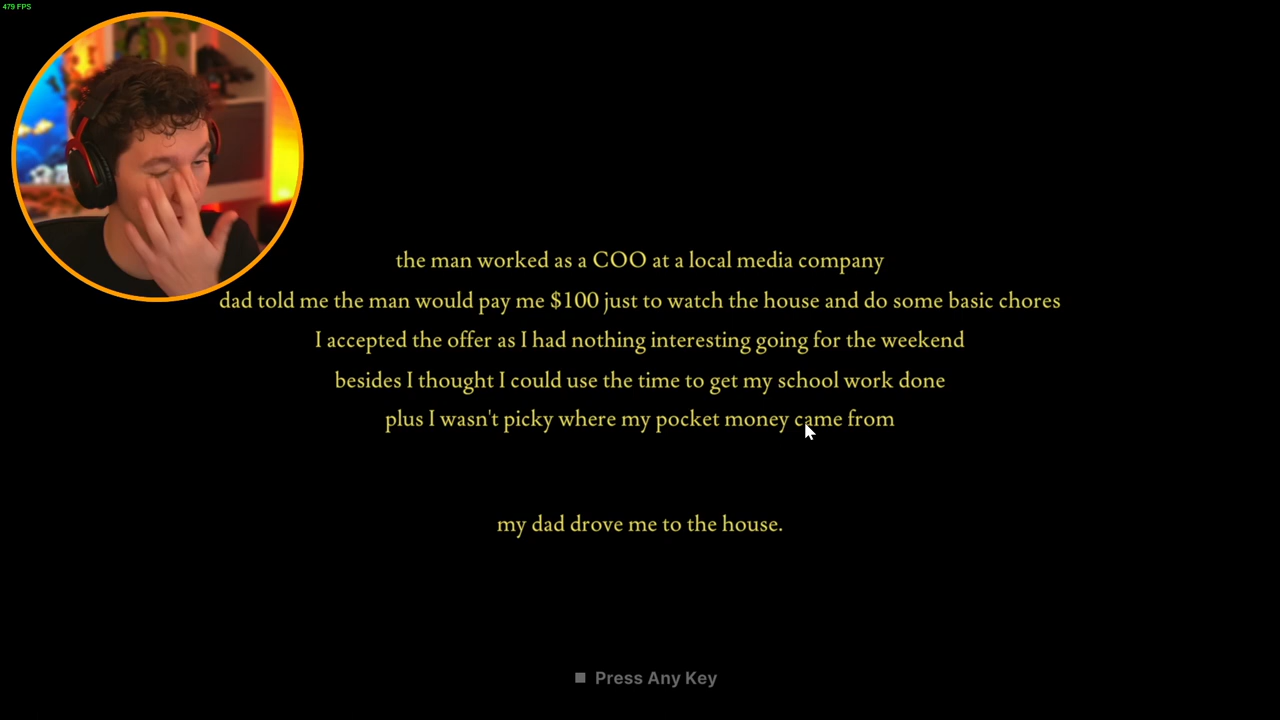 479 FPS
the man worked as a COO at a local media company
dad told me the man would pay me $100 just to watch the house and do some basic chores
I accepted the offer as I had nothing interesting going for the weekend
besides I thought I could use the time to get my school work done
plus I wasn't picky where my pocket money came from
my dad drove me to the house.
Press Any Key